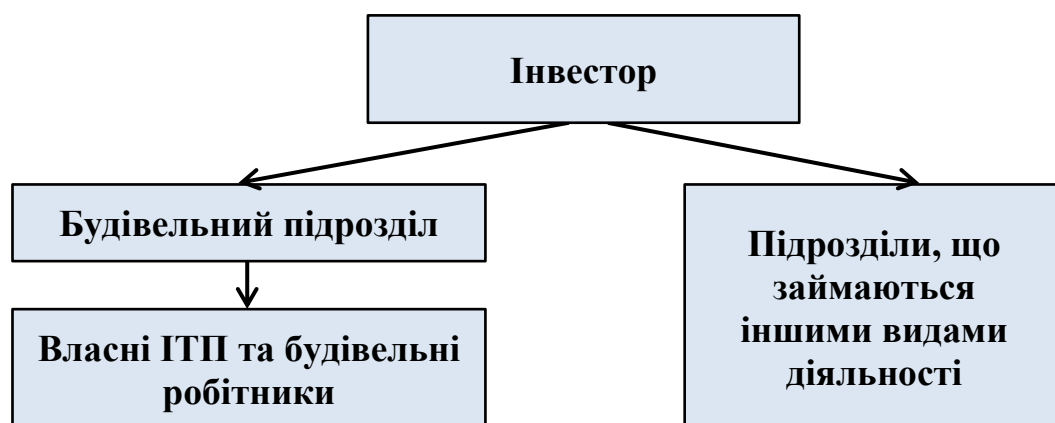 Інвестор
Будівельний підрозділ
Власні ІТП та будівельні
робітники
Підрозділи, що
займаються
іншими видами
діяльності